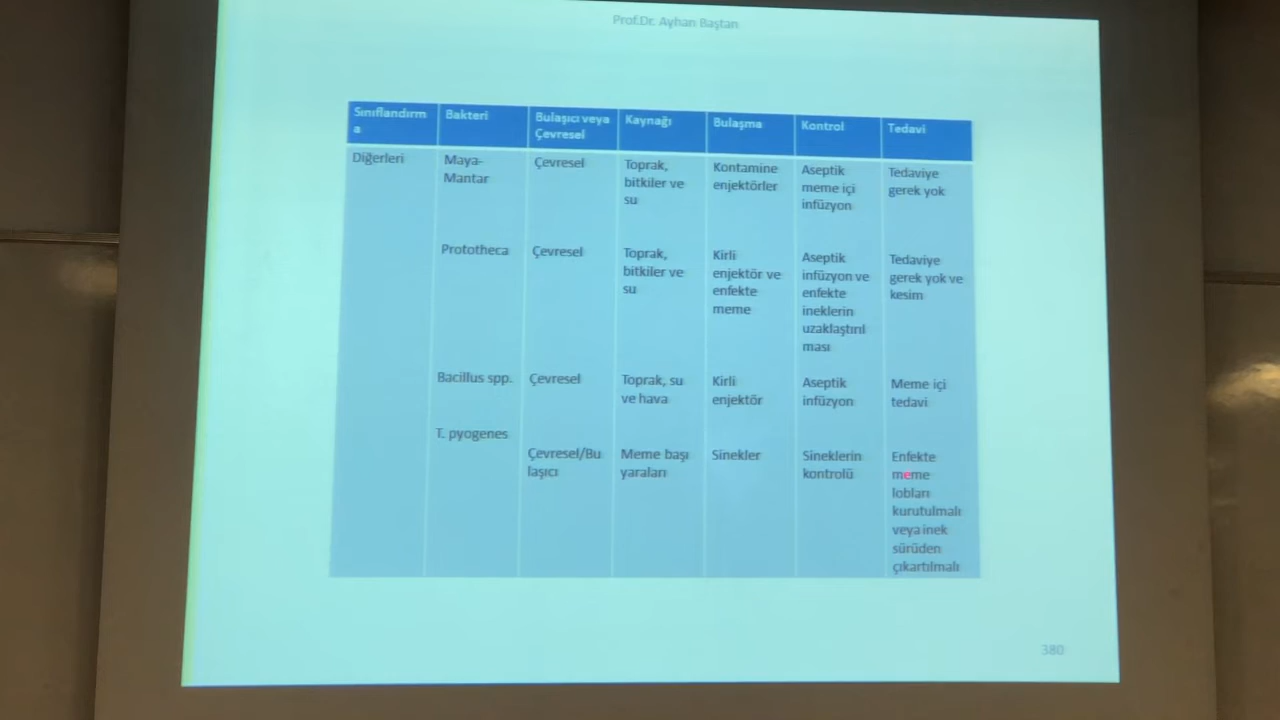 Prof.Dr. Ayhan Baştan
Sınıflandırm
a
Bakteri
Bulaşıcı veya
Çevresel
Kaynağı
Bulaşma
Kontrol
Tedavi
Diğerleri
Maya-
Mantar
Çevresel
Toprak,
bitkiler ve
su
Kontamine
enjektörler
Aseptik
meme içi
infüzyon
Tedaviye
gerek yok
Prototheca
Çevresel
Toprak,
bitkiler ve
su
Kirli
enjektör ve
enfekte
meme
Aseptik
infüzyon ve
enfekte
ineklerin
uzaklaştırıl
ması
Tedaviye
gerek yok ve
kesim
Bacillus spp.
Çevresel
Toprak, su
ve hava
Kirli
enjektör
Aseptik
infüzyon
Meme içi
tedavi
T. pyogenes
Çevresel/Bu
laşıcı
Meme başı
yaraları
Sinekler
Sineklerin
kontrolü
Enfekte
meme
lobları
kurutulmalı
veya inek
sürüden
çıkartılmalı
380